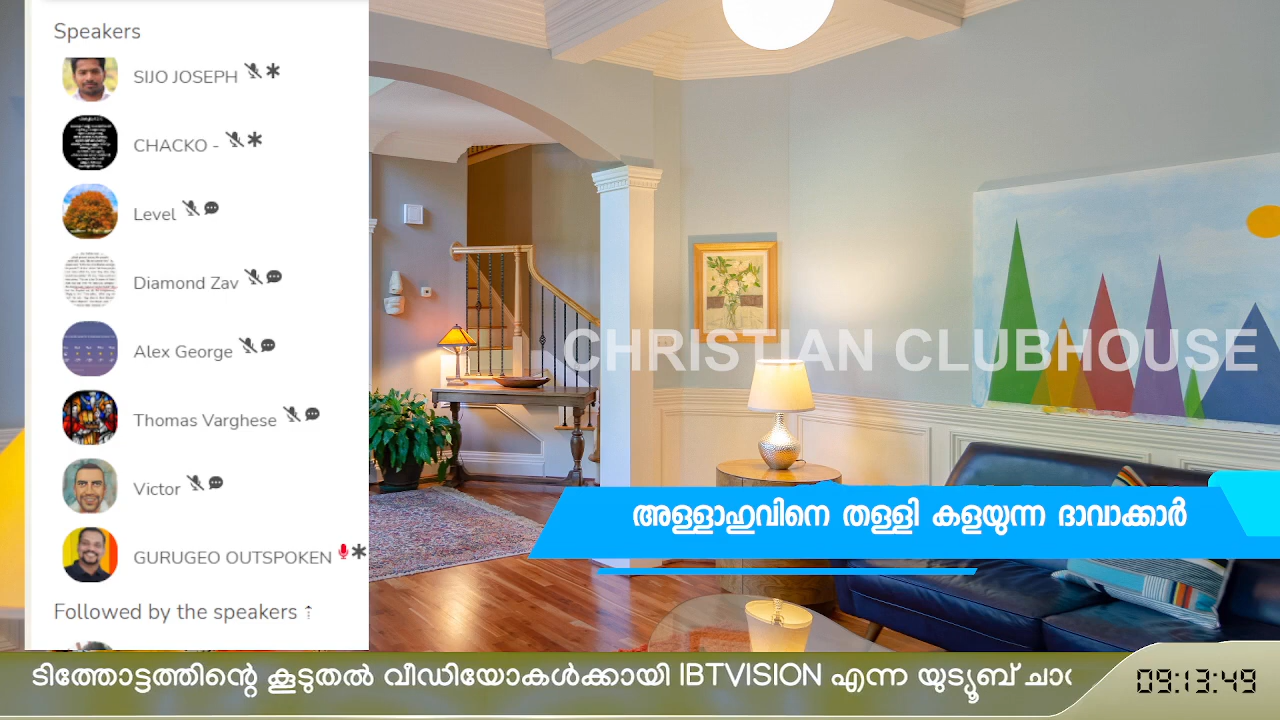 Speakers
SIJO JOSEPH
CHACKO -
Level
Diamond Zav
Alex George
Thomas Varghese
Victor
GURUGEO OUTSPOKEN
Followed by the speakers
CHRISTIAN CLUBHOUSE
അള്ളാഹുവിനെ തള്ളി കളയുന്ന ദാവാക്കാർ
ടിത്തോട്ടത്തിന്റെ കൂടുതൽ വീഡിയോകൾക്കായി IBTVISION എന്ന യുട്യൂബ്
09:13:49